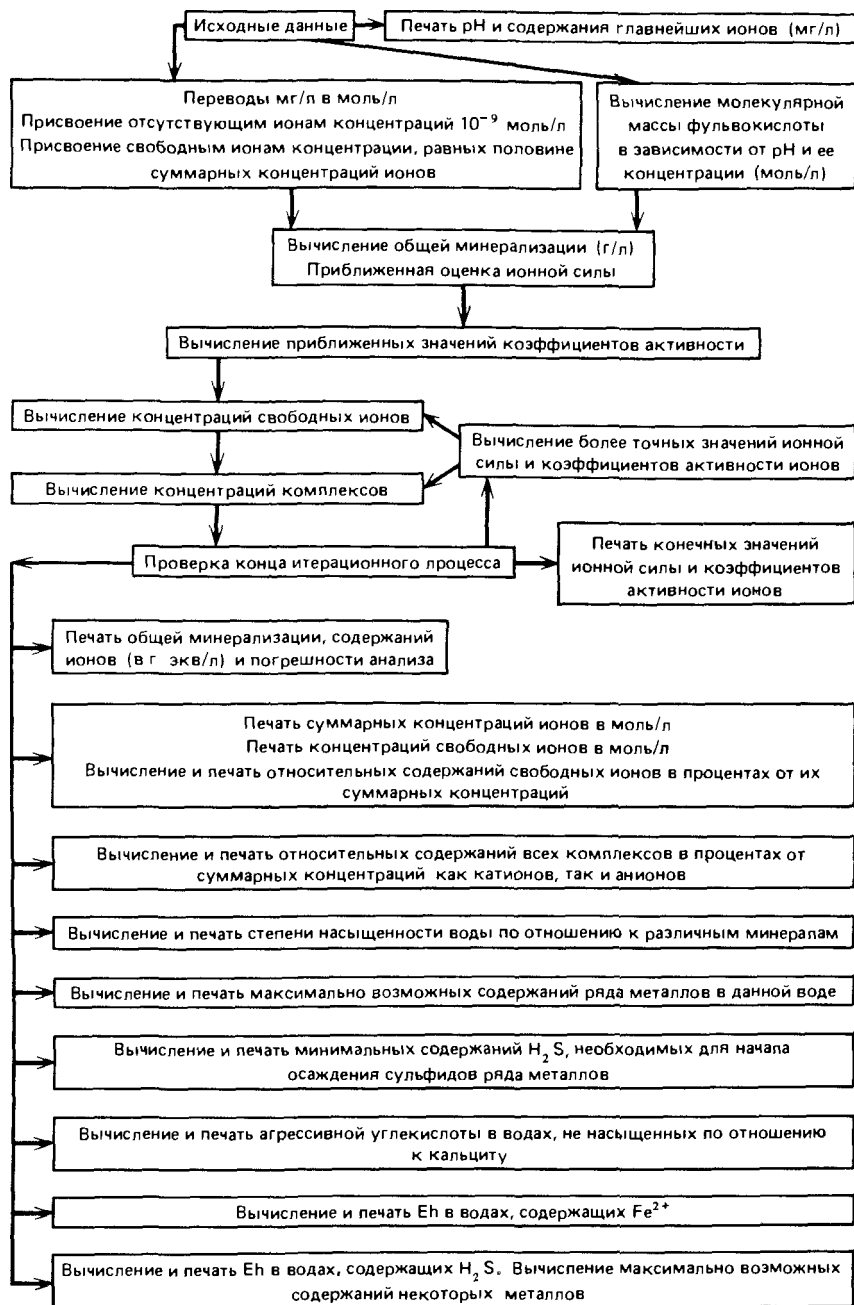 Исходные данные
Печать pH и содержания главнейших ионов (мг/л)
Переводы мг/л в моль/л
Присвоение отсутствующим ионам концентраций 10⁻⁹ моль/л
Присвоение свободным ионам концентрации, равных половине
суммарных концентраций ионов
Вычисление молекулярной
массы фульвокислоты
в зависимости от pH и ее
концентрации (моль/л)
Вычисление общей минерализации (г/л)
Приближенная оценка ионной силы
Вычисление приближенных значений коэффициентов активности
Вычисление концентраций свободных ионов
Вычисление более точных значений ионной
силы и коэффициентов активности ионов
Вычисление концентраций комплексов
Проверка конца итерационного процесса
Печать конечных значений
ионной силы и коэффициентов
активности ионов
Печать общей минерализации, содержаний
ионов (в г экв/л) и погрешности анализа
Печать суммарных концентраций ионов в моль/л
Печать концентраций свободных ионов в моль/л
Вычисление и печать относительных содержаний свободных ионов в процентах от их
суммарных концентраций
Вычисление и печать относительных содержаний всех комплексов в процентах от
суммарных концентраций как катионов, так и анионов
Вычисление и печать степени насыщенности воды по отношению к различным минералам
Вычисление и печать максимально возможных содержаний ряда металлов в данной воде
Вычисление и печать минимальных содержаний H₂S, необходимых для начала
осаждения сульфидов ряда металлов
Вычисление и печать агрессивной углекислоты в водах, не насыщенных по отношению
к кальциту
Вычисление и печать Eh в водах, содержащих Fe²⁺
Вычисление и печать Eh в водах, содержащих H₂S. Вычисление максимально возможных
содержаний некоторых металлов